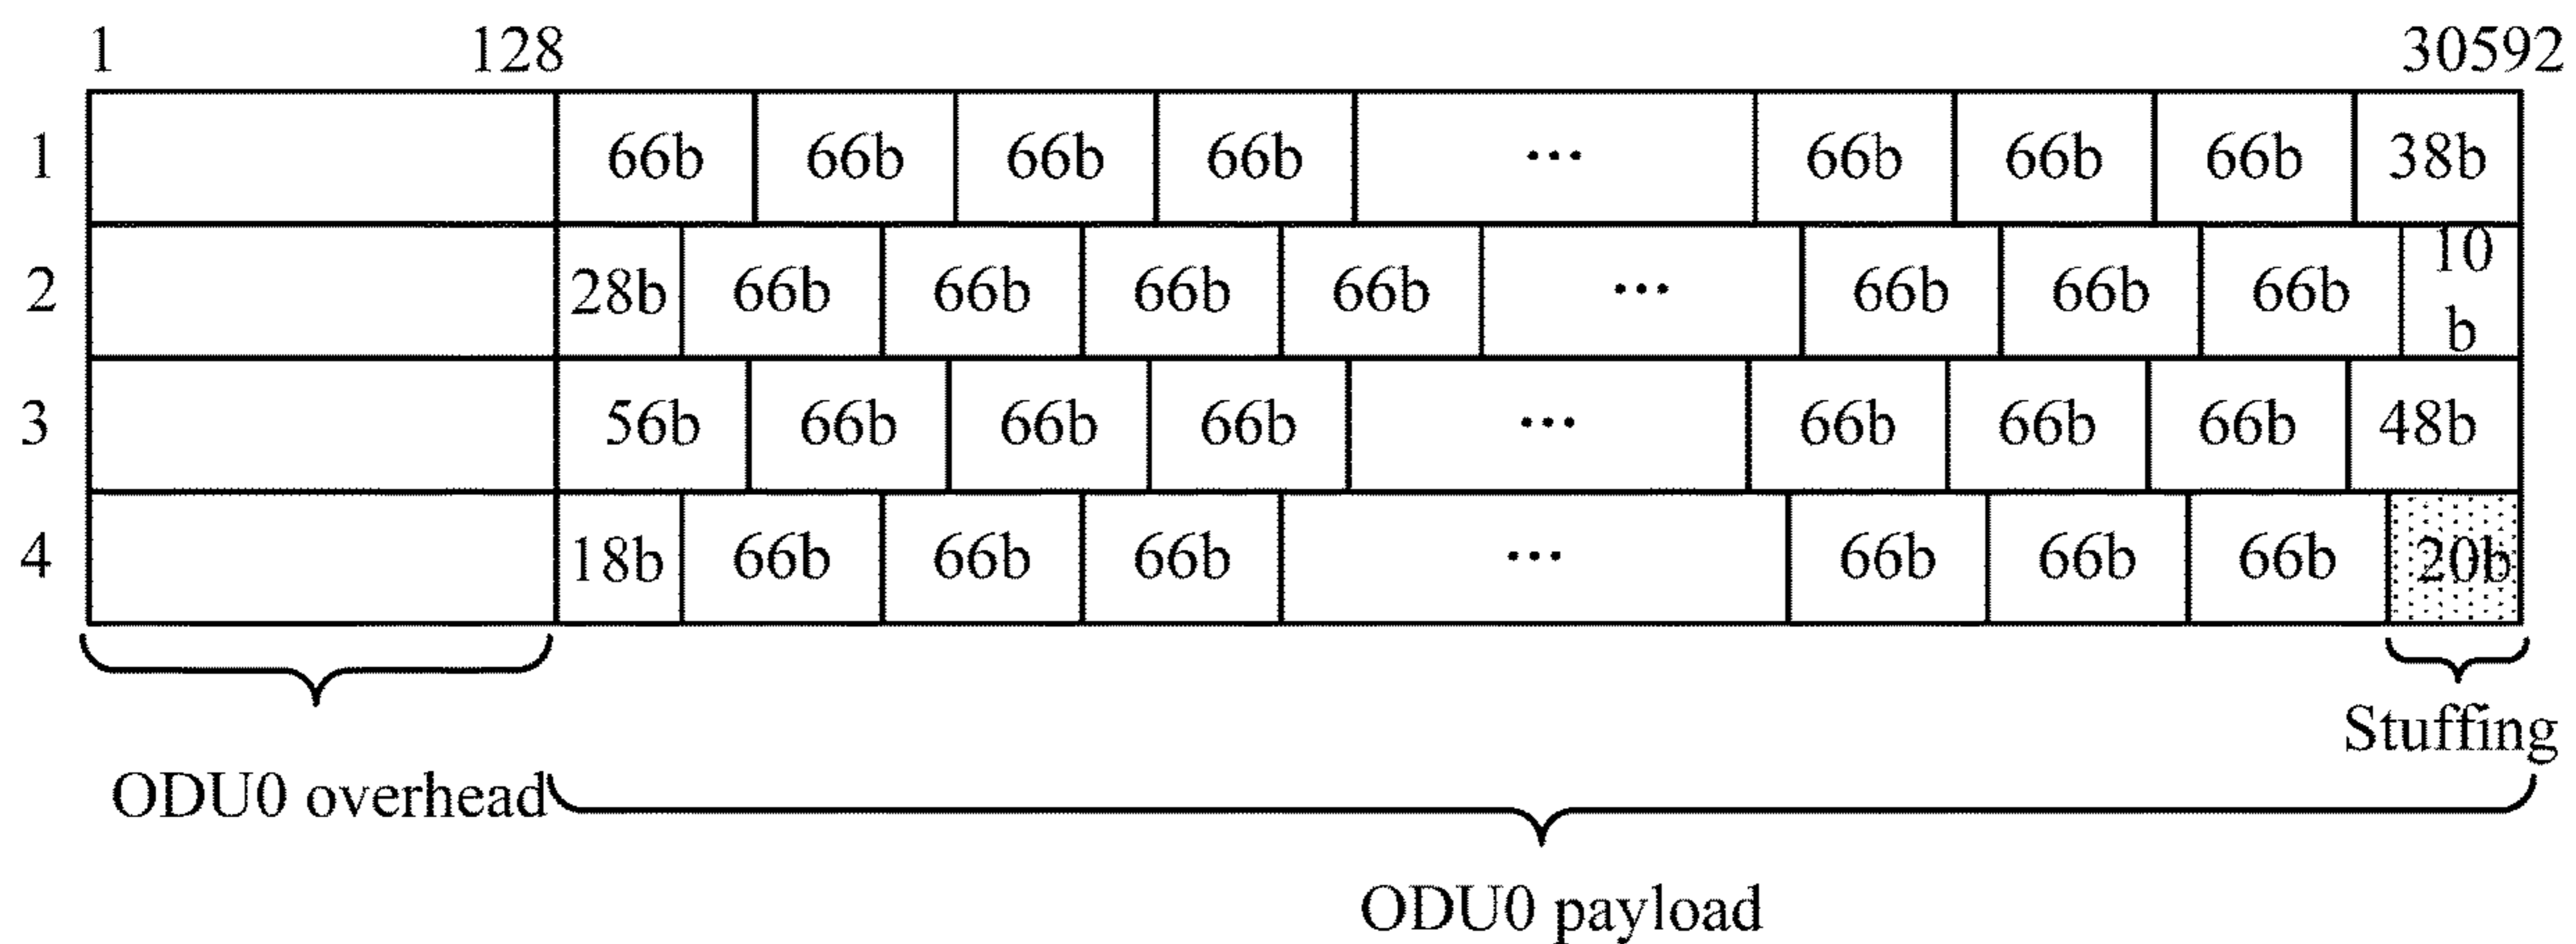 1 128 30592
1 66b 66b 66b 66b ... 66b 66b 66b 38b
2 28b 66b 66b 66b 66b ... 66b 66b 66b 10 b
3 56b 66b 66b 66b ... 66b 66b 66b 48b
4 18b 66b 66b 66b ... 66b 66b 66b 20b
Stuffing
ODU0 overhead
ODU0 payload